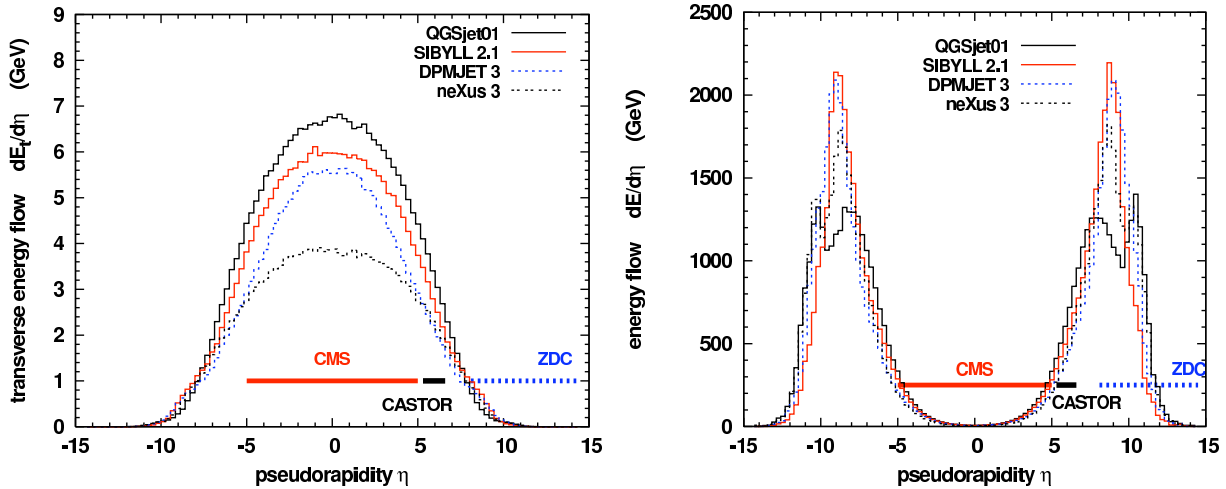 transverse energy flow dE_t/dη (GeV)
9
8
7
6
5
4
3
2
1
0
QGSjet01
SIBYLL 2.1
DPMJET 3
neXus 3
CMS
ZDC
CASTOR
-15 -10 -5 0 5 10 15
pseudorapidity η
energy flow dE/dη (GeV)
2500
2000
1500
1000
500
0
QGSjet01
SIBYLL 2.1
DPMJET 3
neXus 3
CMS
ZDC
CASTOR
-15 -10 -5 0 5 10 15
pseudorapidity η